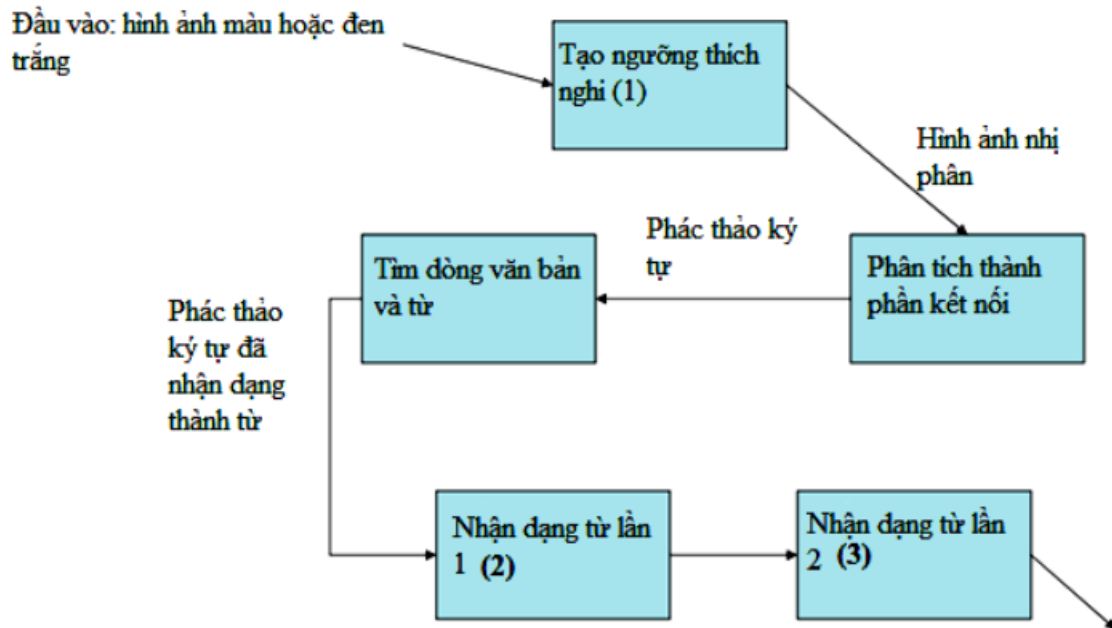 Đầu vào: hình ảnh màu hoặc đen
trắng
Tạo ngưỡng thích
nghi (1)
Hình ảnh nhị
phân
Phân tích thành
phần kết nối
Phác thảo ký
tự
Tìm dòng văn bản
và từ
Phác thảo
ký tự đã
nhận dạng
thành từ
Nhận dạng từ lần
1 (2)
Nhận dạng từ lần
2 (3)